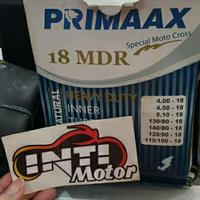 PRIMAAX
Special Moto Cross
18 MDR
NATURAL
HEAVY DUTY
INNER
4.00 - 18
4.50 - 18
5.10 - 18
130/80 - 18
140/80 - 18
120/90 - 18
110/100 - 18
INTI
Motor